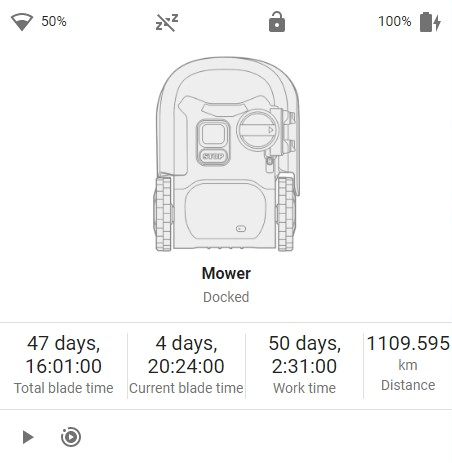 50%
100%
STOP
Mower
Docked
47 days,
16:01:00
Total blade time
4 days,
20:24:00
Current blade time
50 days,
2:31:00
Work time
1109.595
km
Distance